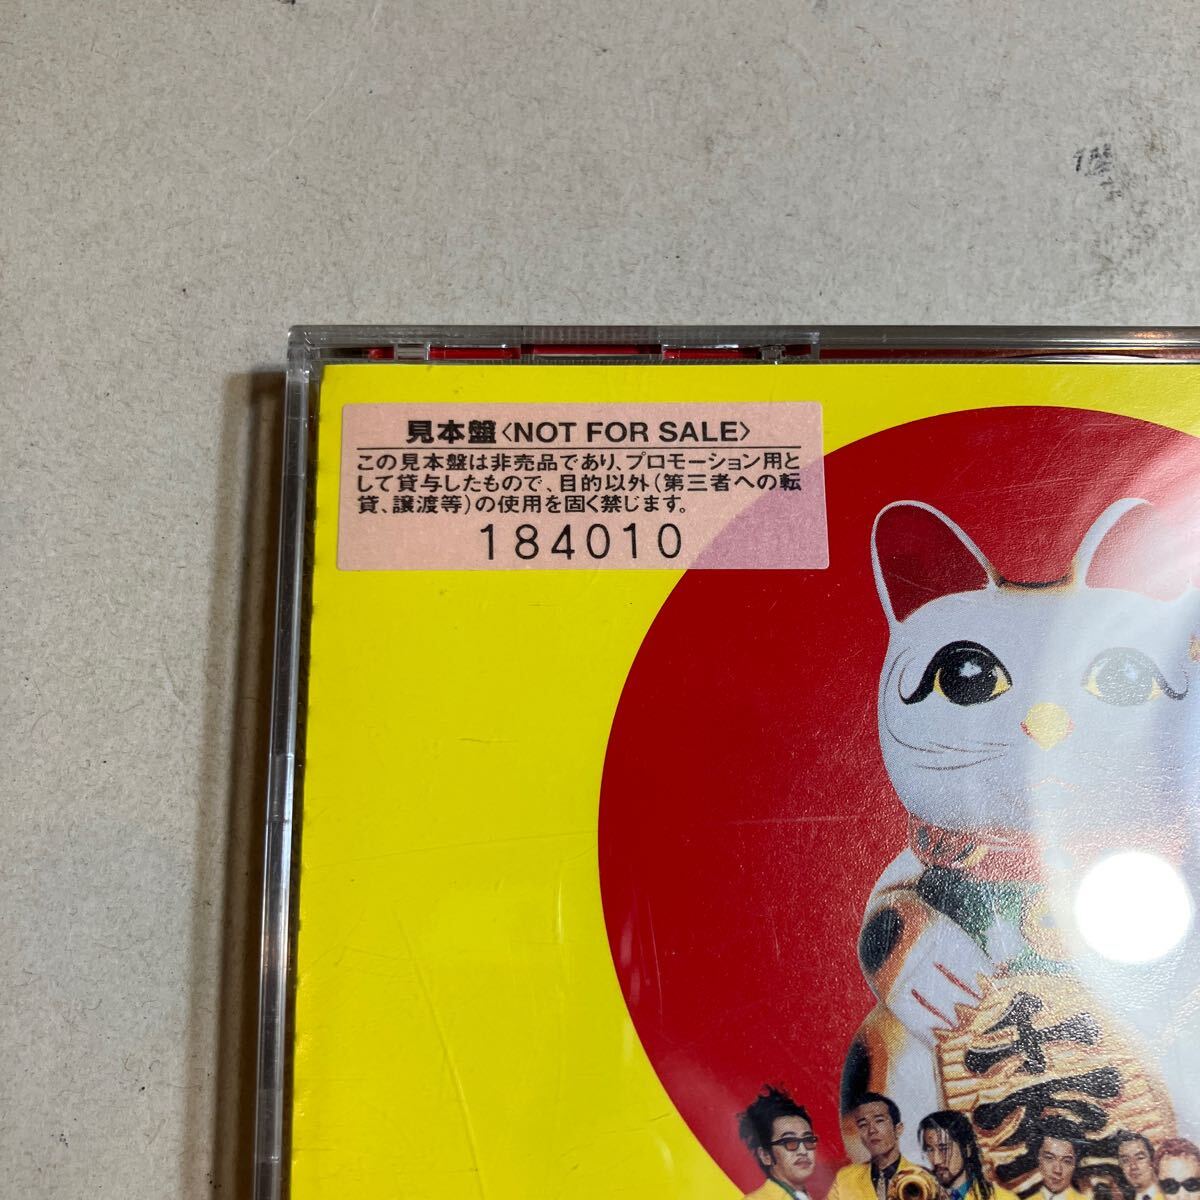 見本盤〈NOT FOR SALE〉
この見本盤は非売品であり、プロモーション用と
して貸与したもので、目的以外(第三者への転
貸、譲渡等)の使用を固く禁じます。
184010
千万